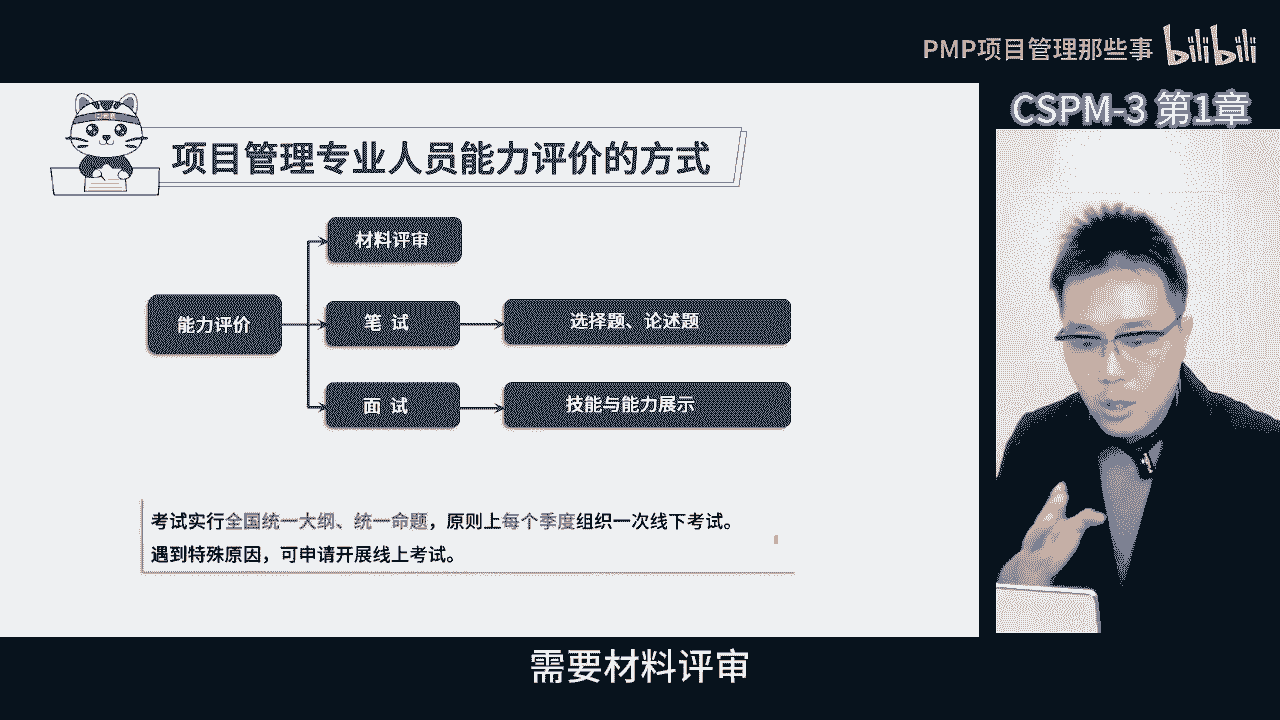 PMP项目管理那些事 bilibili
CSPM-3 第1章
项目管理专业人员能力评价的方式
材料评审
能力评价
笔 试
选择题、论述题
面 试
技能与能力展示
考试实行全国统一大纲、统一命题，原则上每个季度组织一次线下考试。
遇到特殊原因，可申请开展线上考试。
需要材料评审